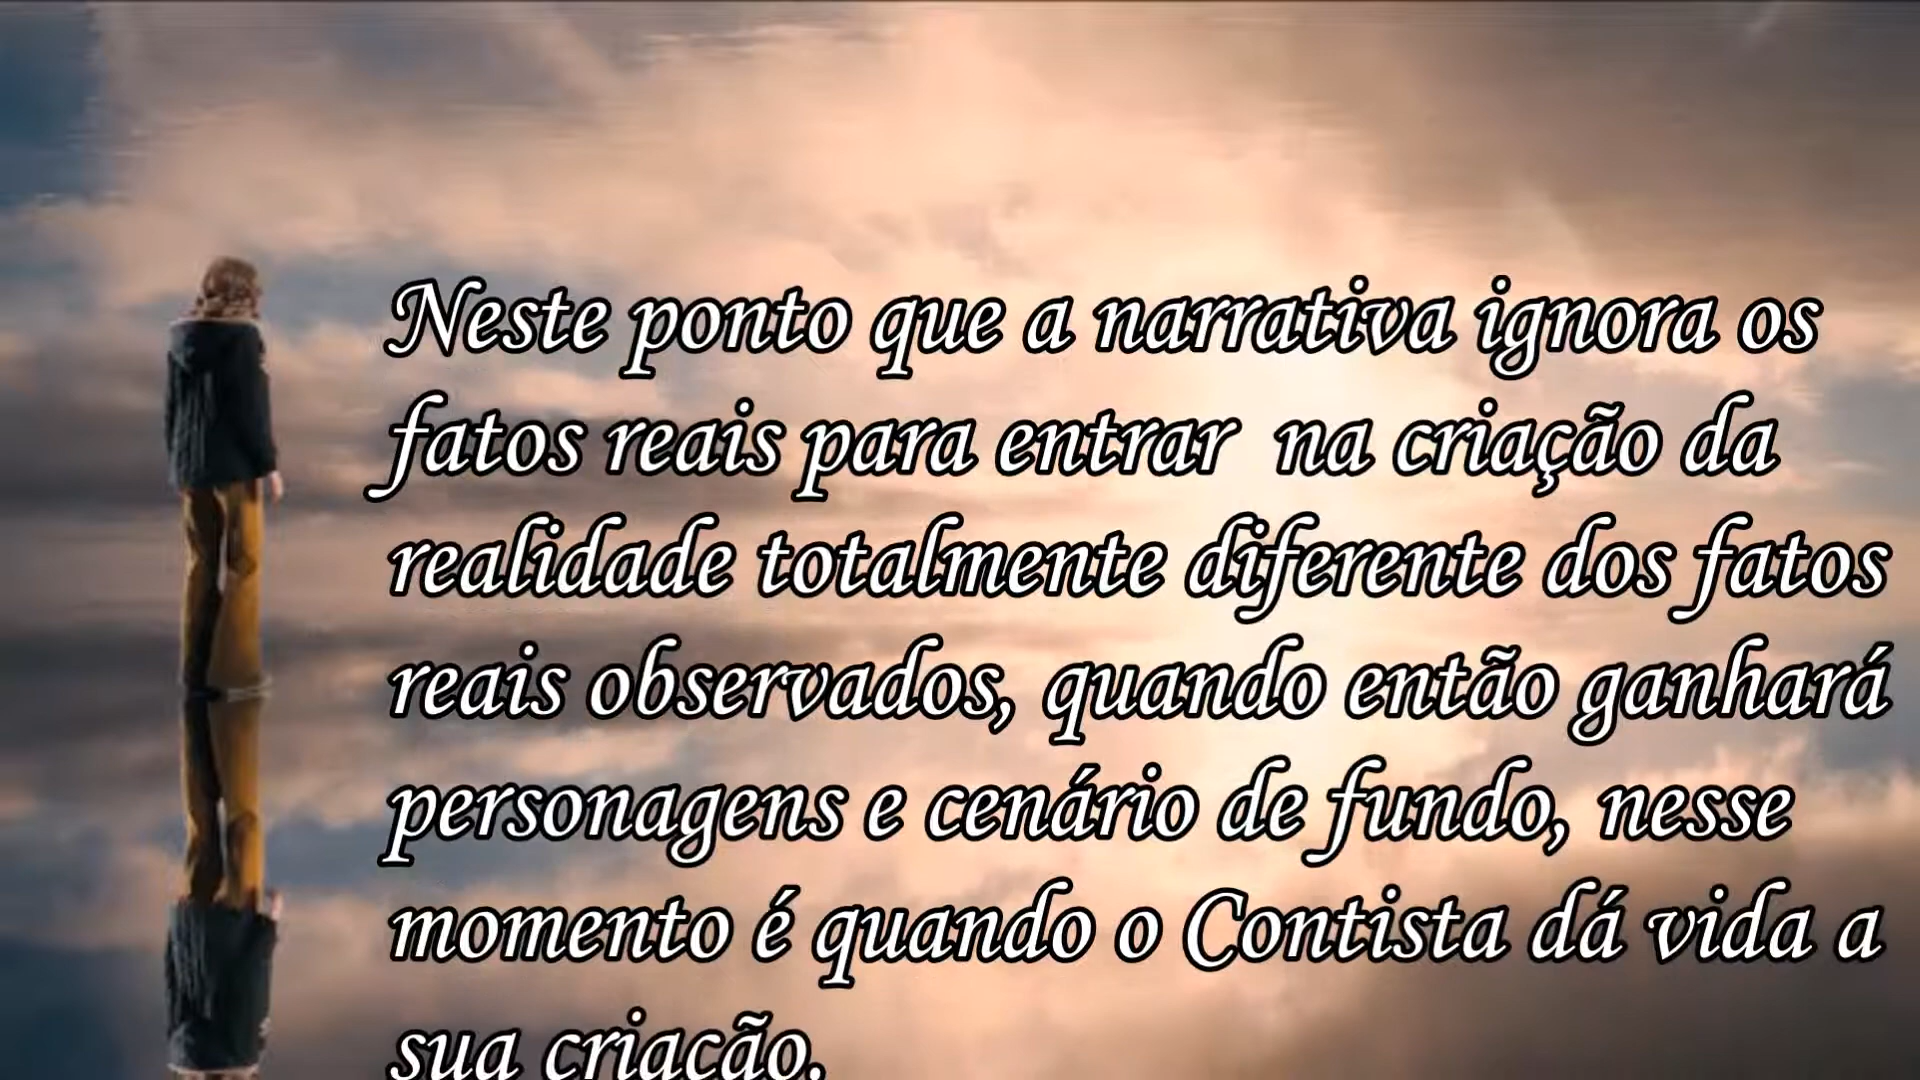 Neste ponto que a narrativa ignora os
fatos reais para entrar  na criação da
realidade totalmente diferente dos fatos
reais observados, quando então ganhará
personagens e cenário de fundo, nesse
momento é quando o Contista dá vida a
sua criação.